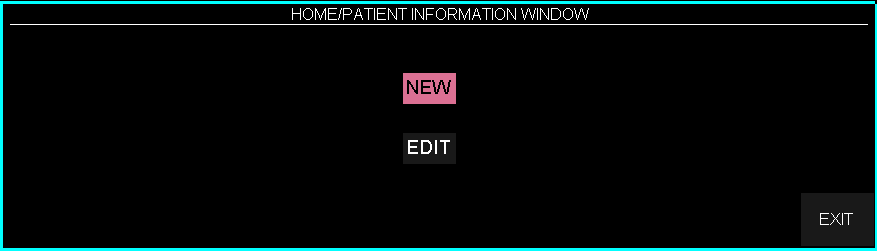 HOME/PATIENT INFORMATION WINDOW
NEW
EDIT
EXIT